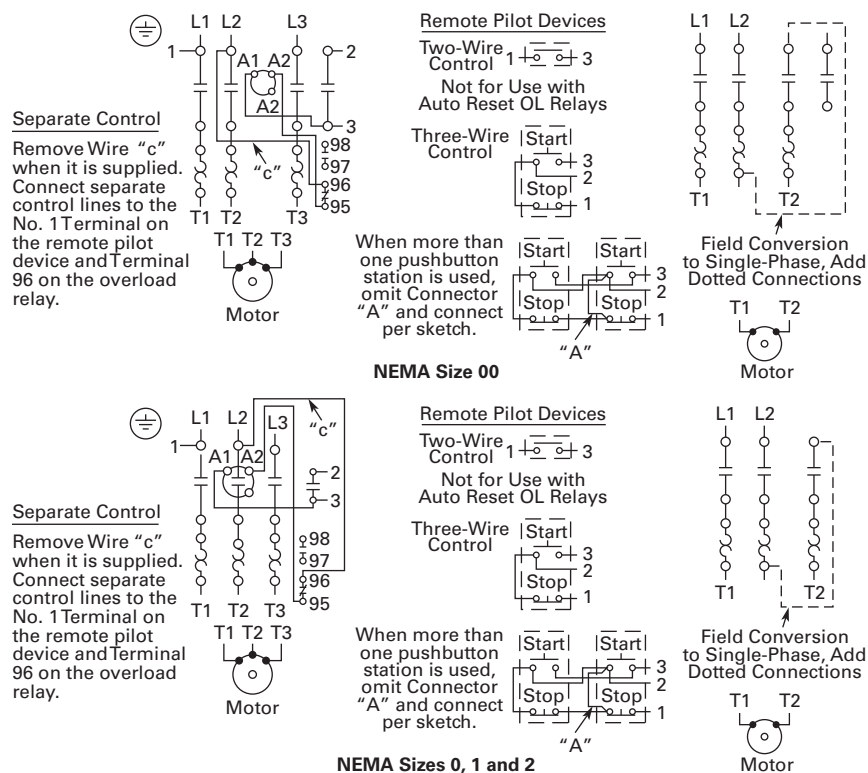 L1 L2 L3
1
2
A1 A2
A2
3
98
97
96
95
"c"
T1 T2 T3
T1 T2 T3
Motor
Separate Control
Remove Wire "c"
when it is supplied.
Connect separate
control lines to the
No. 1 Terminal on
the remote pilot
device and Terminal
96 on the overload
relay.
Remote Pilot Devices
Two-Wire
Control
1 3
Not for Use with
Auto Reset OL Relays
Three-Wire
Control
Start
3
2
Stop
1
When more than
one pushbutton
station is used,
omit Connector
"A" and connect
per sketch.
Start Start
3
2
Stop Stop
1
"A"
L1 L2
T1 T2
Field Conversion
to Single-Phase, Add
Dotted Connections
T1 T2
Motor
NEMA Size 00
L1 L2 L3
"c"
1
A1 A2
2
3
98
97
96
95
T1 T2 T3
T1 T2 T3
Motor
Separate Control
Remove Wire "c"
when it is supplied.
Connect separate
control lines to the
No. 1 Terminal on
the remote pilot
device and Terminal
96 on the overload
relay.
Remote Pilot Devices
Two-Wire
Control
1 3
Not for Use with
Auto Reset OL Relays
Three-Wire
Control
Start
3
2
Stop
1
When more than
one pushbutton
station is used,
omit Connector
"A" and connect
per sketch.
Start Start
3
2
Stop Stop
1
"A"
L1 L2
T1 T2
Field Conversion
to Single-Phase, Add
Dotted Connections
T1 T2
Motor
NEMA Sizes 0, 1 and 2